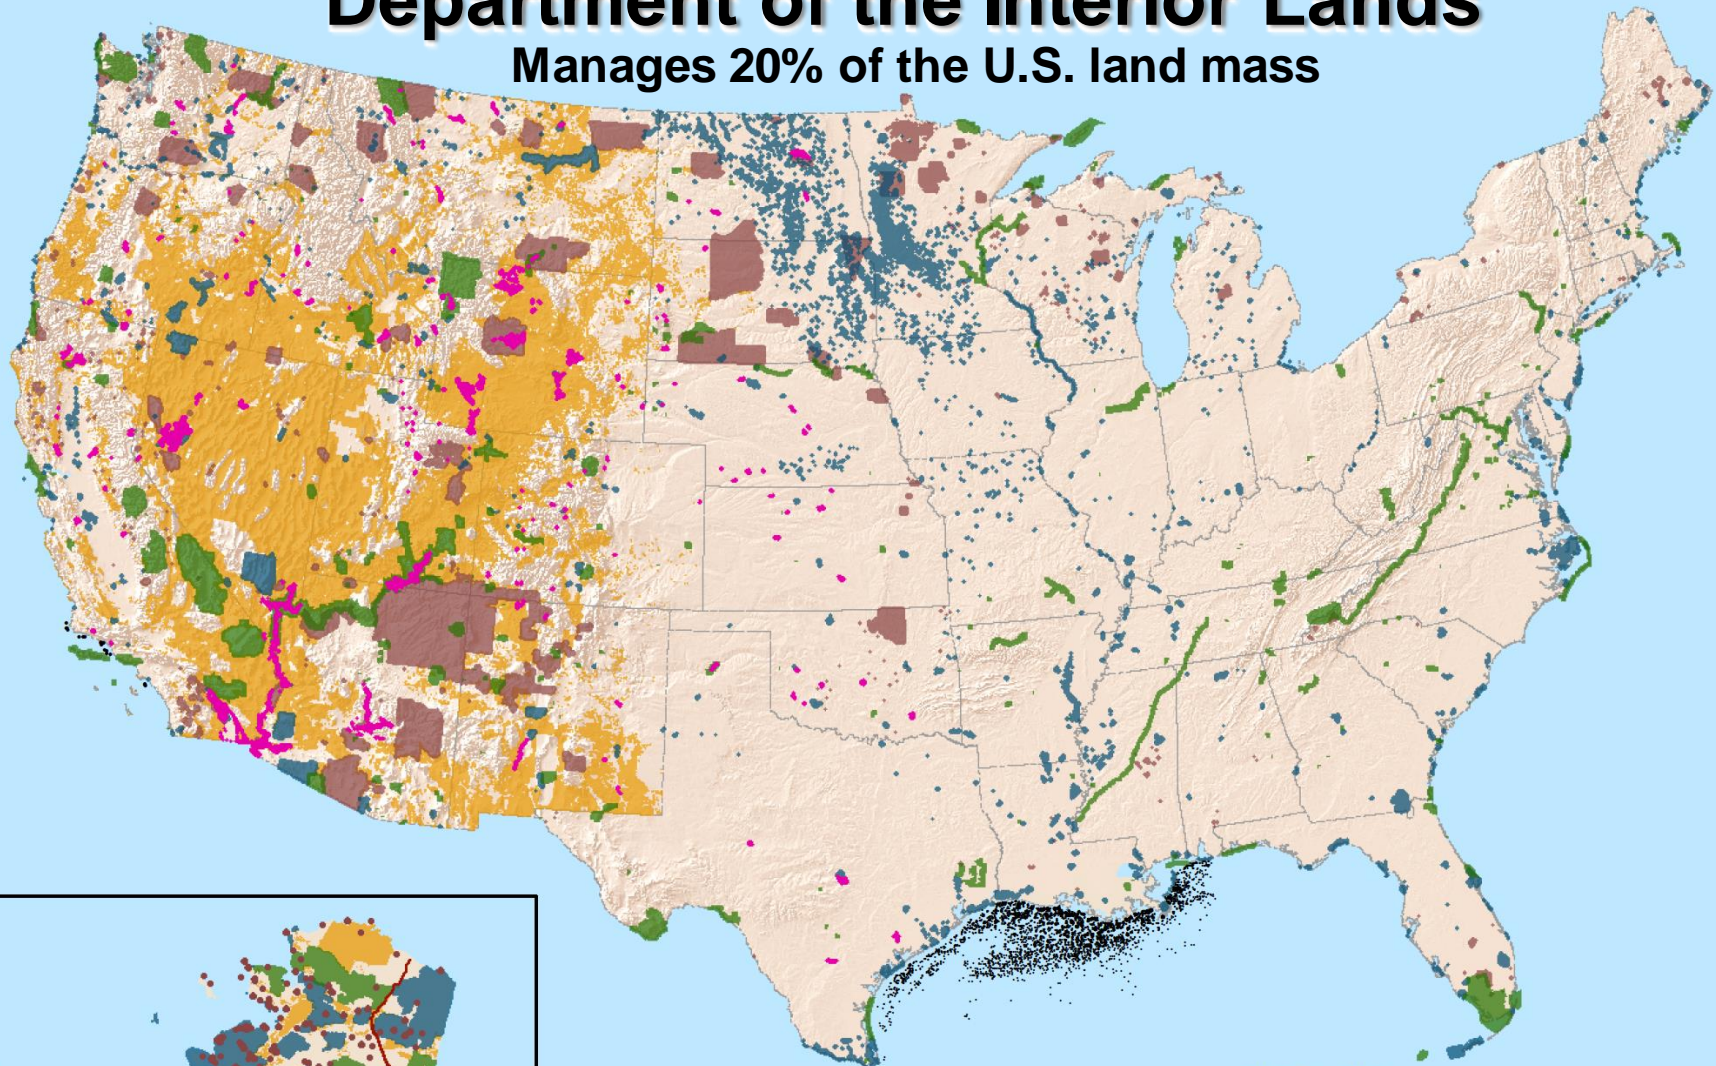 Department of the Interior Lands
Manages 20% of the U.S. land mass